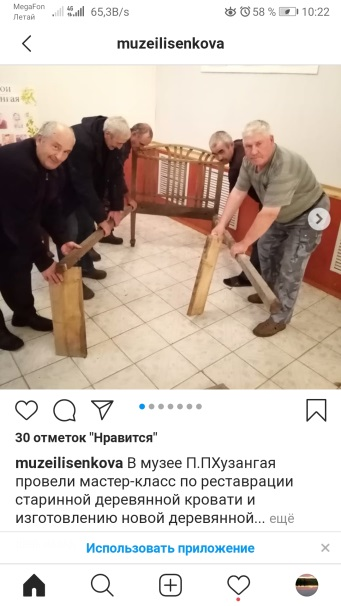 MegaFon
Летай
4G
65,3B/s
58 %
10:22
muzeilisenkova
30 отметок "Нравится"
muzeilisenkova В музее П.ПХузангая
провели мастер-класс по реставрации
старинной деревянной кровати и
изготовлению новой деревянной... ещё
Использовать приложение